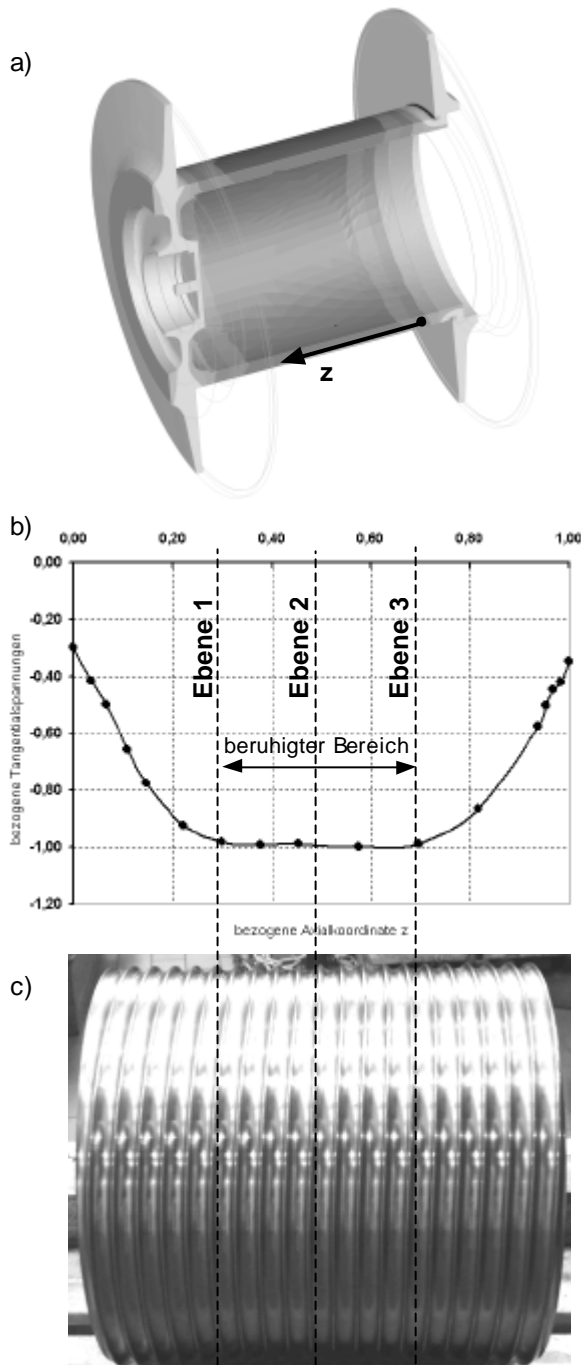 a)
z
b)
0,00 0,20 0,40 0,60 0,80 1,00
0,00
-0,20
-0,40
-0,60
-0,80
-1,00
-1,20
bezogene Tangentialspannungen
Ebene 1
Ebene 2
Ebene 3
beruhigter Bereich
bezogene Axialkoordinate z
c)